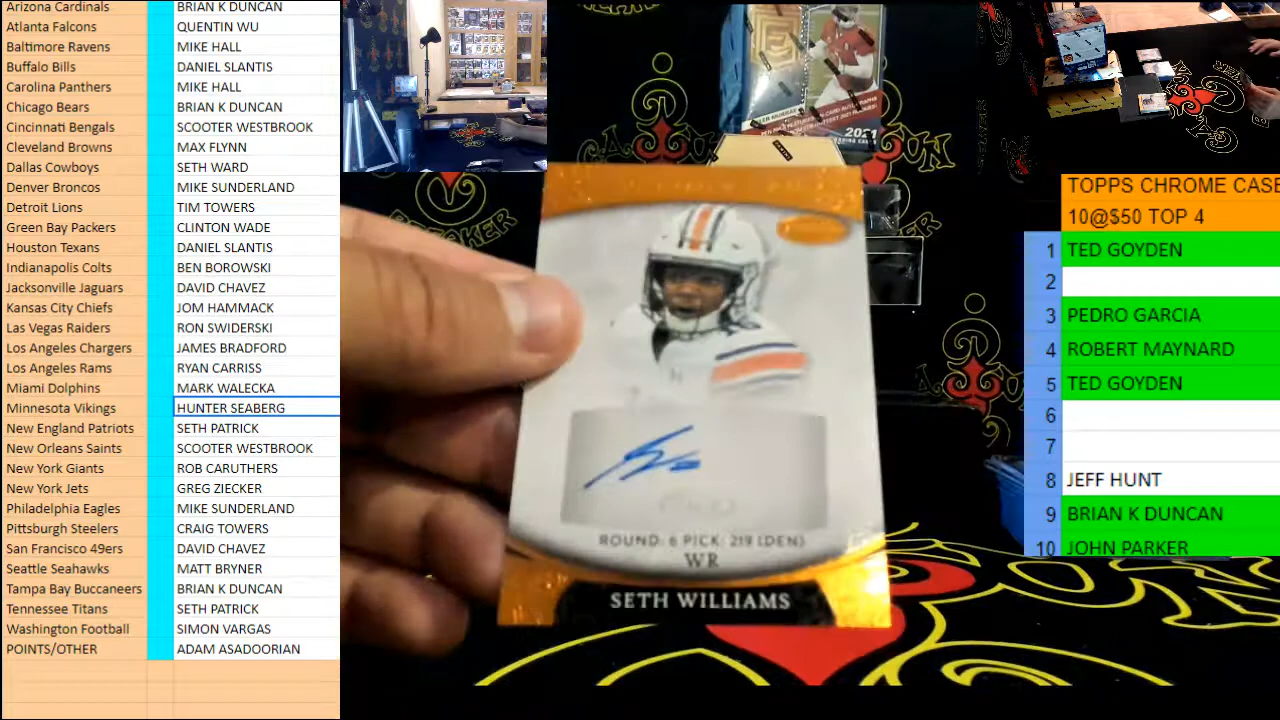 Arizona Cardinals BRIAN K DUNCAN
Atlanta Falcons QUENTIN WU
Baltimore Ravens MIKE HALL
Buffalo Bills DANIEL SLANTIS
Carolina Panthers MIKE HALL
Chicago Bears BRIAN K DUNCAN
Cincinnati Bengals SCOOTER WESTBROOK
Cleveland Browns MAX FLYNN
Dallas Cowboys SETH WARD
Denver Broncos MIKE SUNDERLAND
Detroit Lions TIM TOWERS
Green Bay Packers CLINTON WADE
Houston Texans DANIEL SLANTIS
Indianapolis Colts BEN BOROWSKI
Jacksonville Jaguars DAVID CHAVEZ
Kansas City Chiefs JOM HAMMACK
Las Vegas Raiders RON SWIDERSKI
Los Angeles Chargers JAMES BRADFORD
Los Angeles Rams RYAN CARRISS
Miami Dolphins MARK WALECKA
Minnesota Vikings HUNTER SEABERG
New England Patriots SETH PATRICK
New Orleans Saints SCOOTER WESTBROOK
New York Giants ROB CARUTHERS
New York Jets GREG ZIECKER
Philadelphia Eagles MIKE SUNDERLAND
Pittsburgh Steelers CRAIG TOWERS
San Francisco 49ers DAVID CHAVEZ
Seattle Seahawks MATT BRYNER
Tampa Bay Buccaneers BRIAN K DUNCAN
Tennessee Titans SETH PATRICK
Washington Football SIMON VARGAS
POINTS/OTHER ADAM ASADOORIAN
2021
ROUND: 6 PICK: 219 (DEN)
WR
SETH WILLIAMS
TOPPS CHROME CASE
10@$50 TOP 4
1 TED GOYDEN
2
3 PEDRO GARCIA
4 ROBERT MAYNARD
5 TED GOYDEN
6
7
8 JEFF HUNT
9 BRIAN K DUNCAN
10 JOHN PARKER